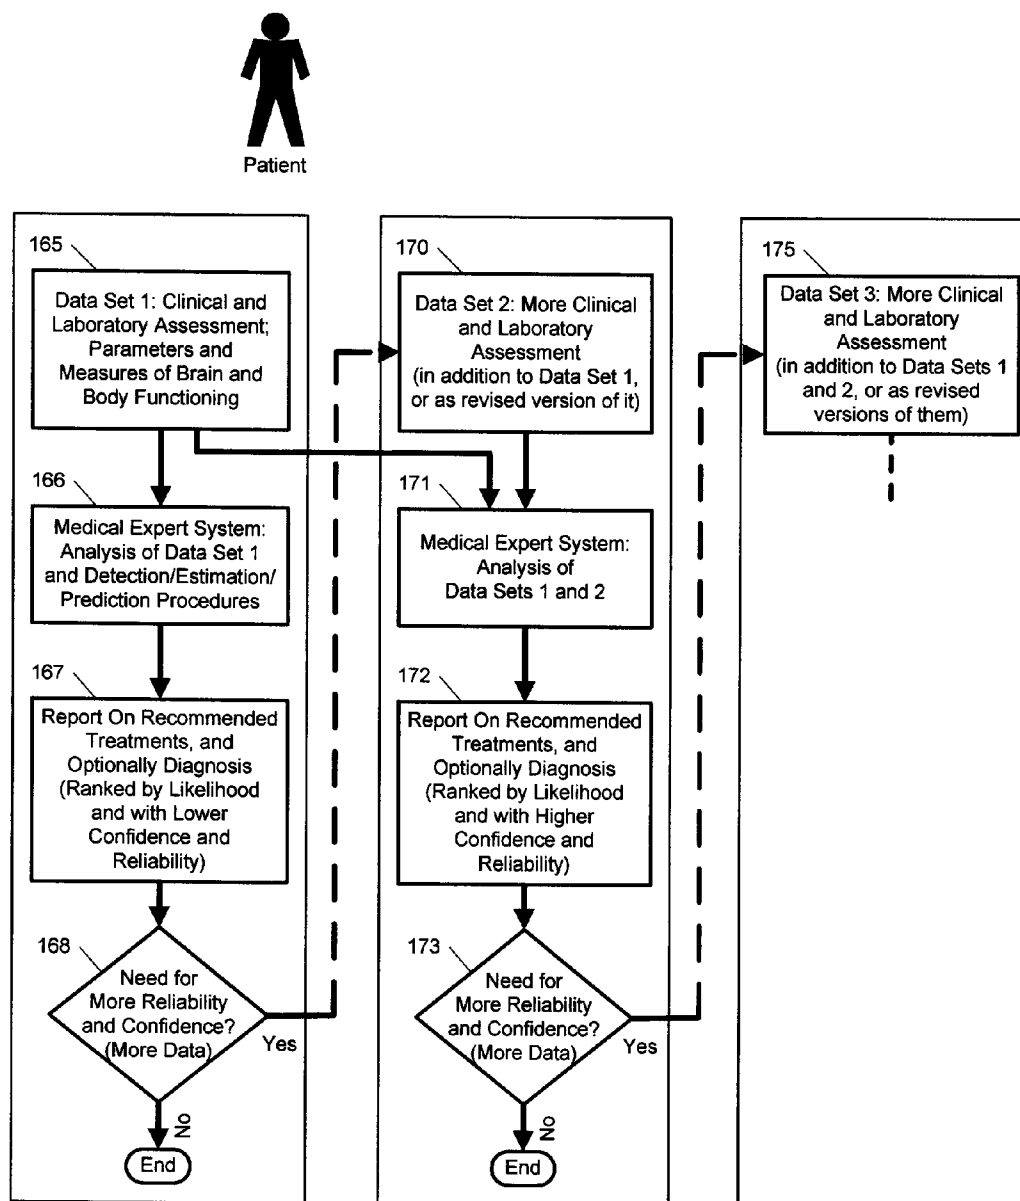 Patient
165
Data Set 1: Clinical and
Laboratory Assessment;
Parameters and
Measures of Brain and
Body Functioning
166
Medical Expert System:
Analysis of Data Set 1
and Detection/Estimation/
Prediction Procedures
167
Report On Recommended
Treatments, and
Optionally Diagnosis
(Ranked by Likelihood
and with Lower
Confidence and
Reliability)
168
Need for
More Reliability
and Confidence?
(More Data)
Yes
No
End
170
Data Set 2: More Clinical
and Laboratory
Assessment
(in addition to Data Set 1,
or as revised version of it)
171
Medical Expert System:
Analysis of
Data Sets 1 and 2
172
Report On Recommended
Treatments, and
Optionally Diagnosis
(Ranked by Likelihood
and with Higher
Confidence and
Reliability)
173
Need for
More Reliability
and Confidence?
(More Data)
Yes
No
End
175
Data Set 3: More Clinical
and Laboratory
Assessment
(in addition to Data Sets 1
and 2, or as revised
versions of them)